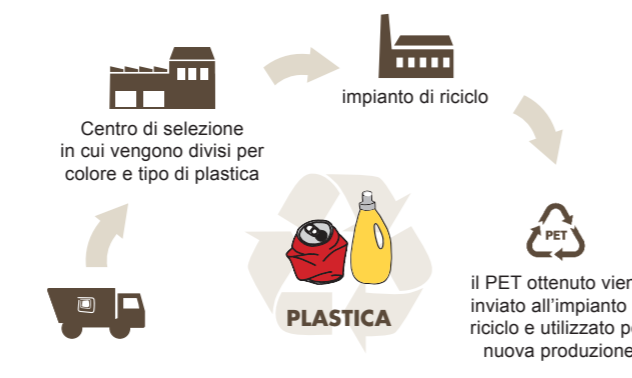 impianto di riciclo
Centro di selezione
in cui vengono divisi per
colore e tipo di plastica
PET
PLASTICA
il PET ottenuto vien
inviato all'impianto
riciclo e utilizzato p
nuova produzione